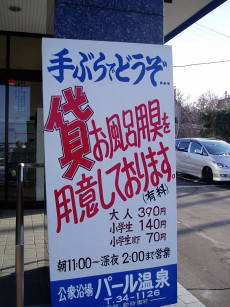 手ぶらでどうぞ…
貸お風呂用具を
用意しております。
(有料)
大人 390円
小学生 140円
小学生以下 70円
朝11:00~深夜2:00まで営業
公衆浴場 パール温泉
T.34-1126